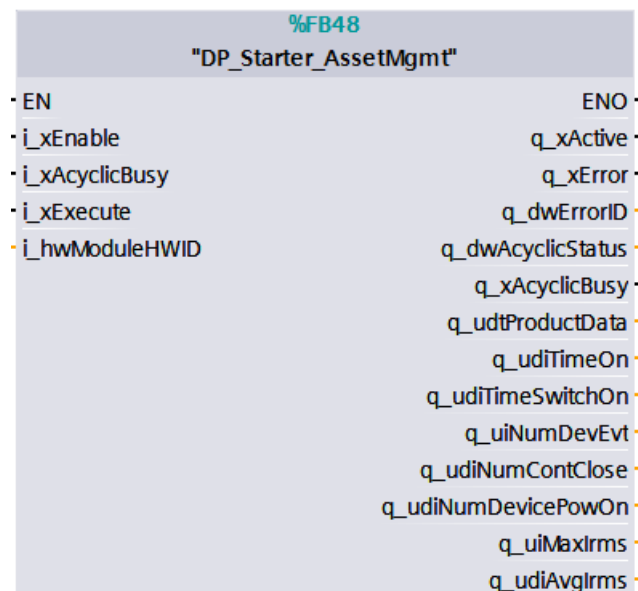 %FB48
"DP_Starter_AssetMgmt"
EN ENO
i_xEnable q_xActive
i_xAcyclicBusy q_xError
i_xExecute q_dwErrorID
i_hwModuleHWID q_dwAcyclicStatus
q_xAcyclicBusy
q_udtProductData
q_udiTimeOn
q_udiTimeSwitchOn
q_uiNumDevEvt
q_udiNumContClose
q_udiNumDevicePowOn
q_uiMaxIrms
q_udiAvgIrms